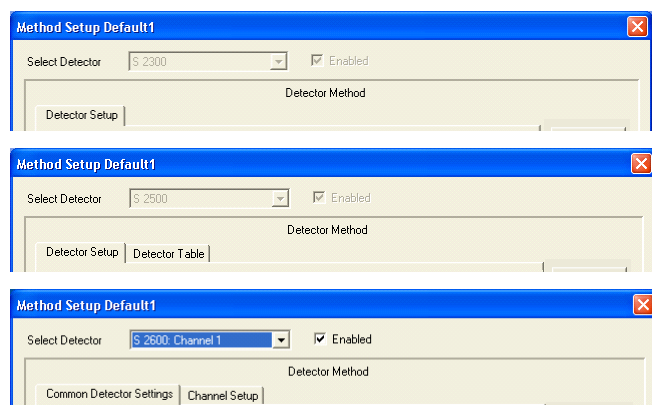 Method Setup Default1
Select Detector S 2300 Enabled
Detector Method
Detector Setup
Method Setup Default1
Select Detector S 2500 Enabled
Detector Method
Detector Setup Detector Table
Method Setup Default1
Select Detector S 2600: Channel 1 Enabled
Detector Method
Common Detector Settings Channel Setup